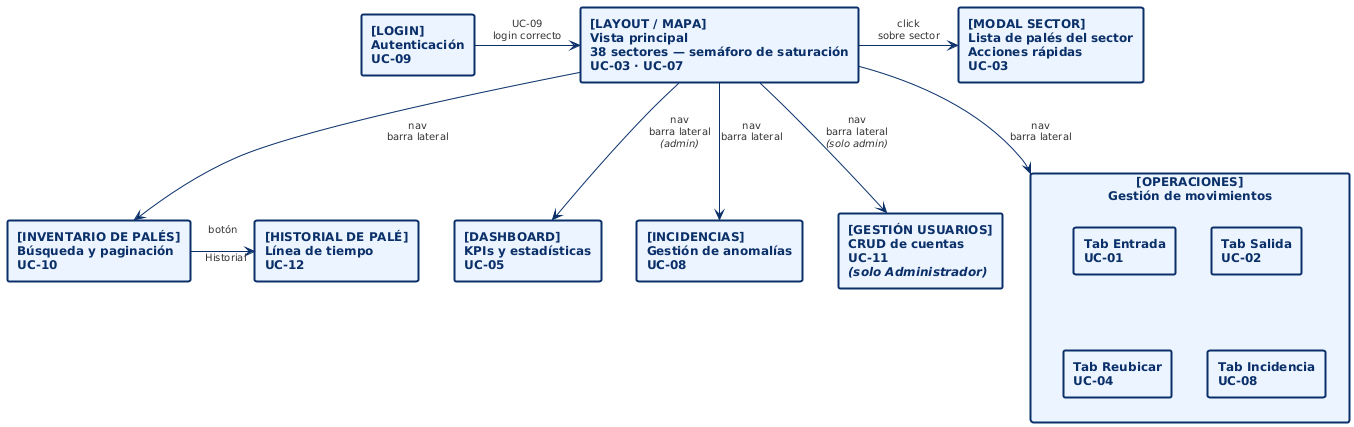 [LOGIN]
Autenticación
UC-09
UC-09
login correcto
[LAYOUT / MAPA]
Vista principal
38 sectores — semáforo de saturación
UC-03 · UC-07
click
sobre sector
[MODAL SECTOR]
Lista de palés del sector
Acciones rápidas
UC-03
nav
barra lateral
nav
barra lateral
(admin)
nav
barra lateral
nav
barra lateral
(solo admin)
nav
barra lateral
[INVENTARIO DE PALÉS]
Búsqueda y paginación
UC-10
botón
Historial
[HISTORIAL DE PALÉ]
Línea de tiempo
UC-12
[DASHBOARD]
KPIs y estadísticas
UC-05
[INCIDENCIAS]
Gestión de anomalías
UC-08
[GESTIÓN USUARIOS]
CRUD de cuentas
UC-11
(solo Administrador)
[OPERACIONES]
Gestión de movimientos
Tab Entrada
UC-01
Tab Salida
UC-02
Tab Reubicar
UC-04
Tab Incidencia
UC-08